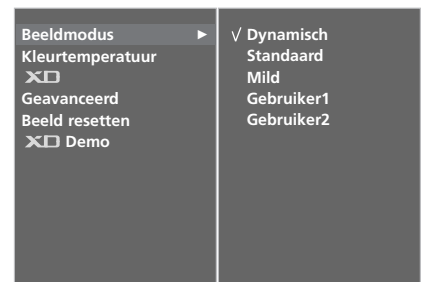 Beeldmodus ►
Kleurtemperatuur
XD
Geavanceerd
Beeld resetten
XD Demo
√ Dynamisch
Standaard
Mild
Gebruiker1
Gebruiker2